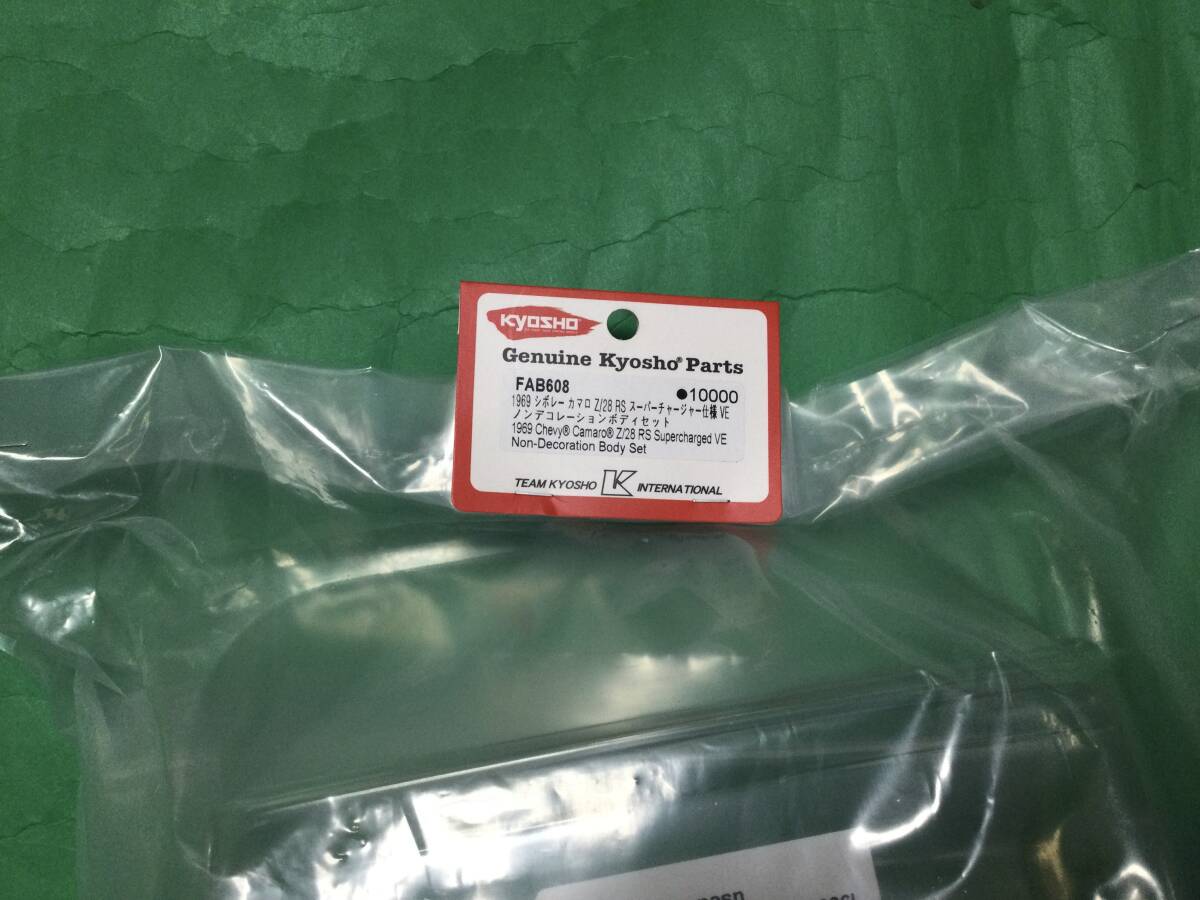 KYOSHO
Genuine Kyosho® Parts
FAB608 ●10000
1969 シボレー カマロ Z/28 RS スーパーチャージャー仕様 VE
ノンデコレーションボディセット
1969 Chevy® Camaro® Z/28 RS Supercharged VE
Non-Decoration Body Set
TEAM KYOSHO K INTERNATIONAL